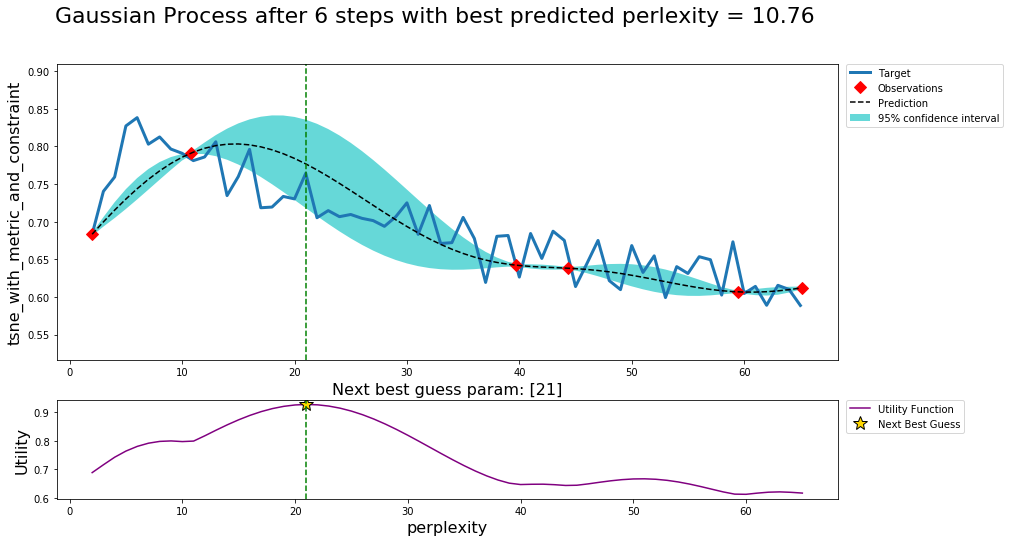 Gaussian Process after 6 steps with best predicted perlexity = 10.76
tsne_with_metric_and_constraint
0.90
0.85
0.80
0.75
0.70
0.65
0.60
0.55
0 10 20 30 40 50 60
Target
Observations
Prediction
95% confidence interval
Next best guess param: [21]
Utility
0.9
0.8
0.7
0.6
0 10 20 30 40 50 60
perplexity
Utility Function
Next Best Guess